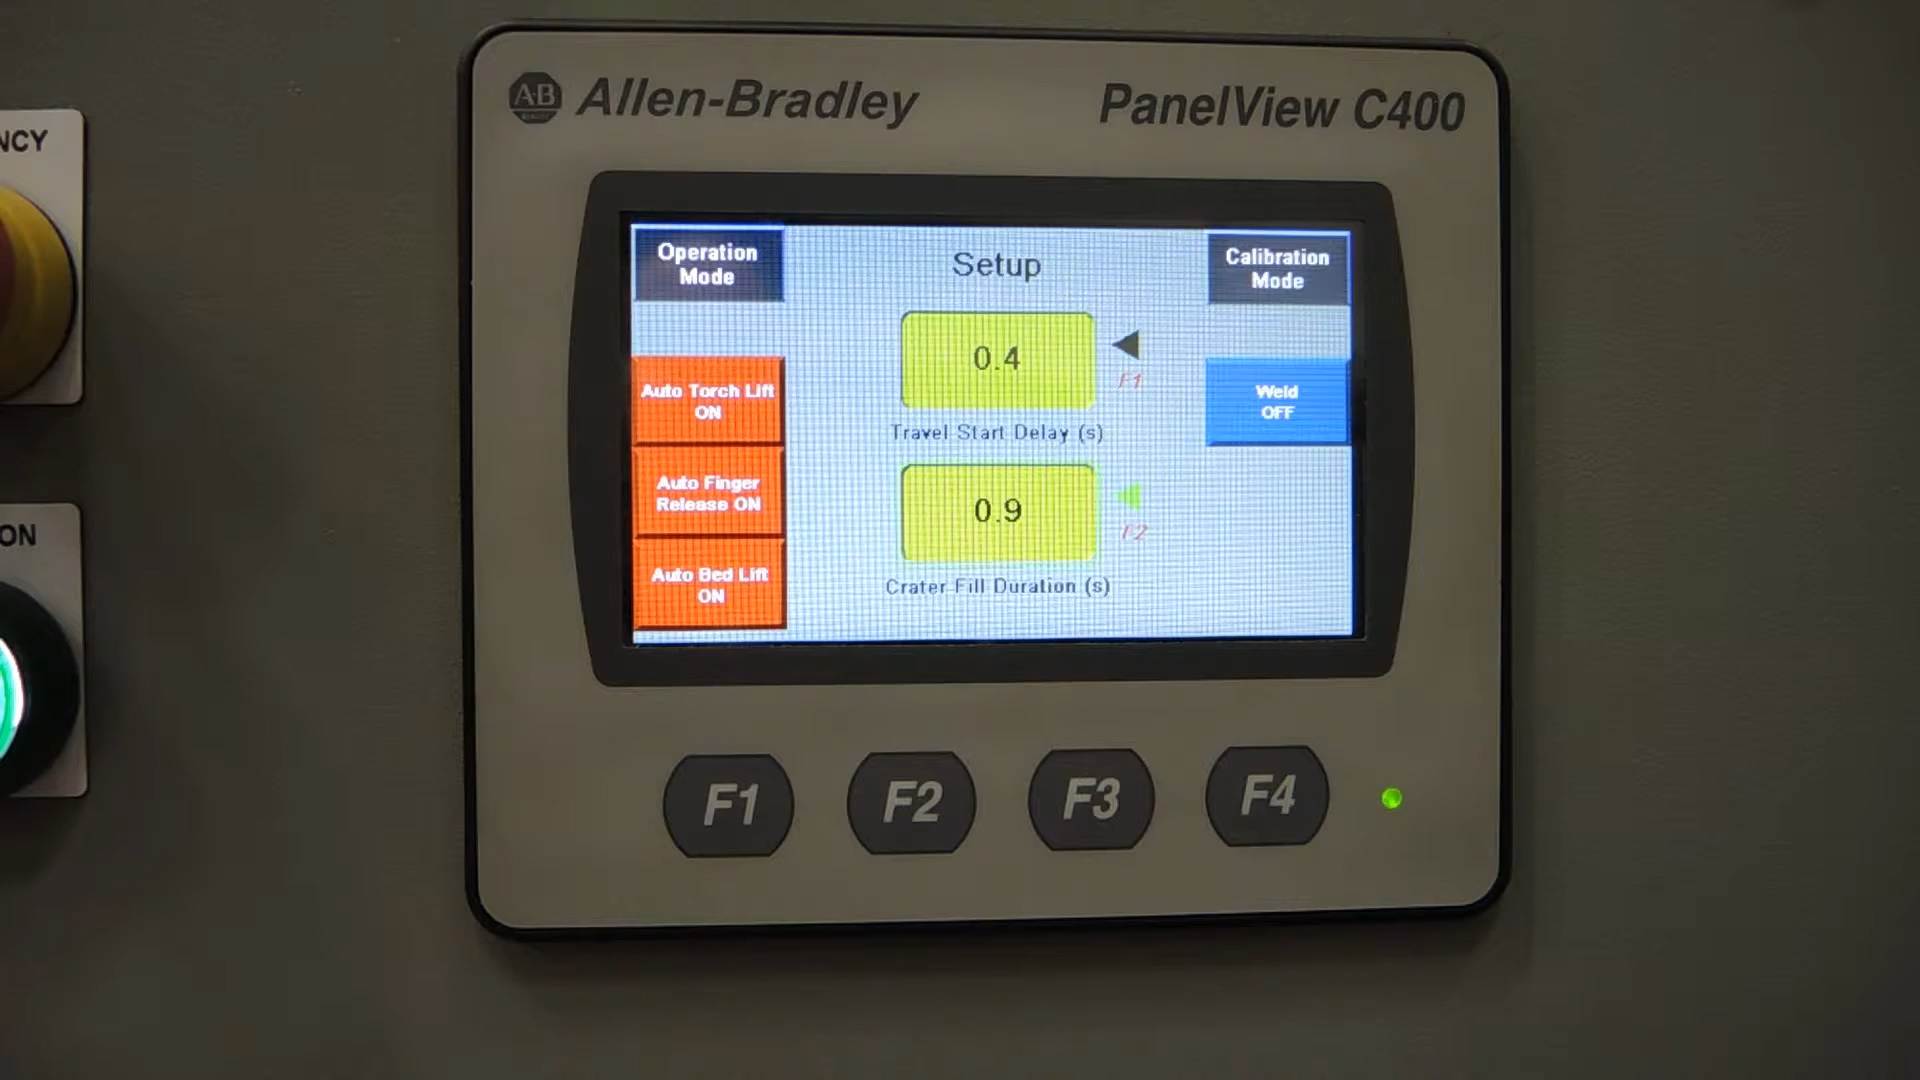 NCY
ON
A·B
Allen-Bradley
PanelView C400
Operation
Mode
Setup
Calibration
Mode
0.4
F1
Travel Start Delay (s)
Auto Torch Lift
ON
Weld
OFF
Auto Finger
Release ON
0.9
F2
Crater Fill Duration (s)
Auto Bed Lift
ON
F1
F2
F3
F4